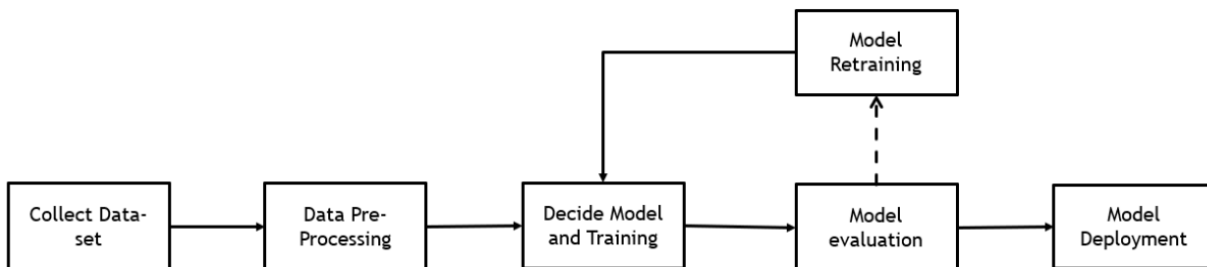 Model
Retraining
Collect Data-
set
Data Pre-
Processing
Decide Model
and Training
Model
evaluation
Model
Deployment